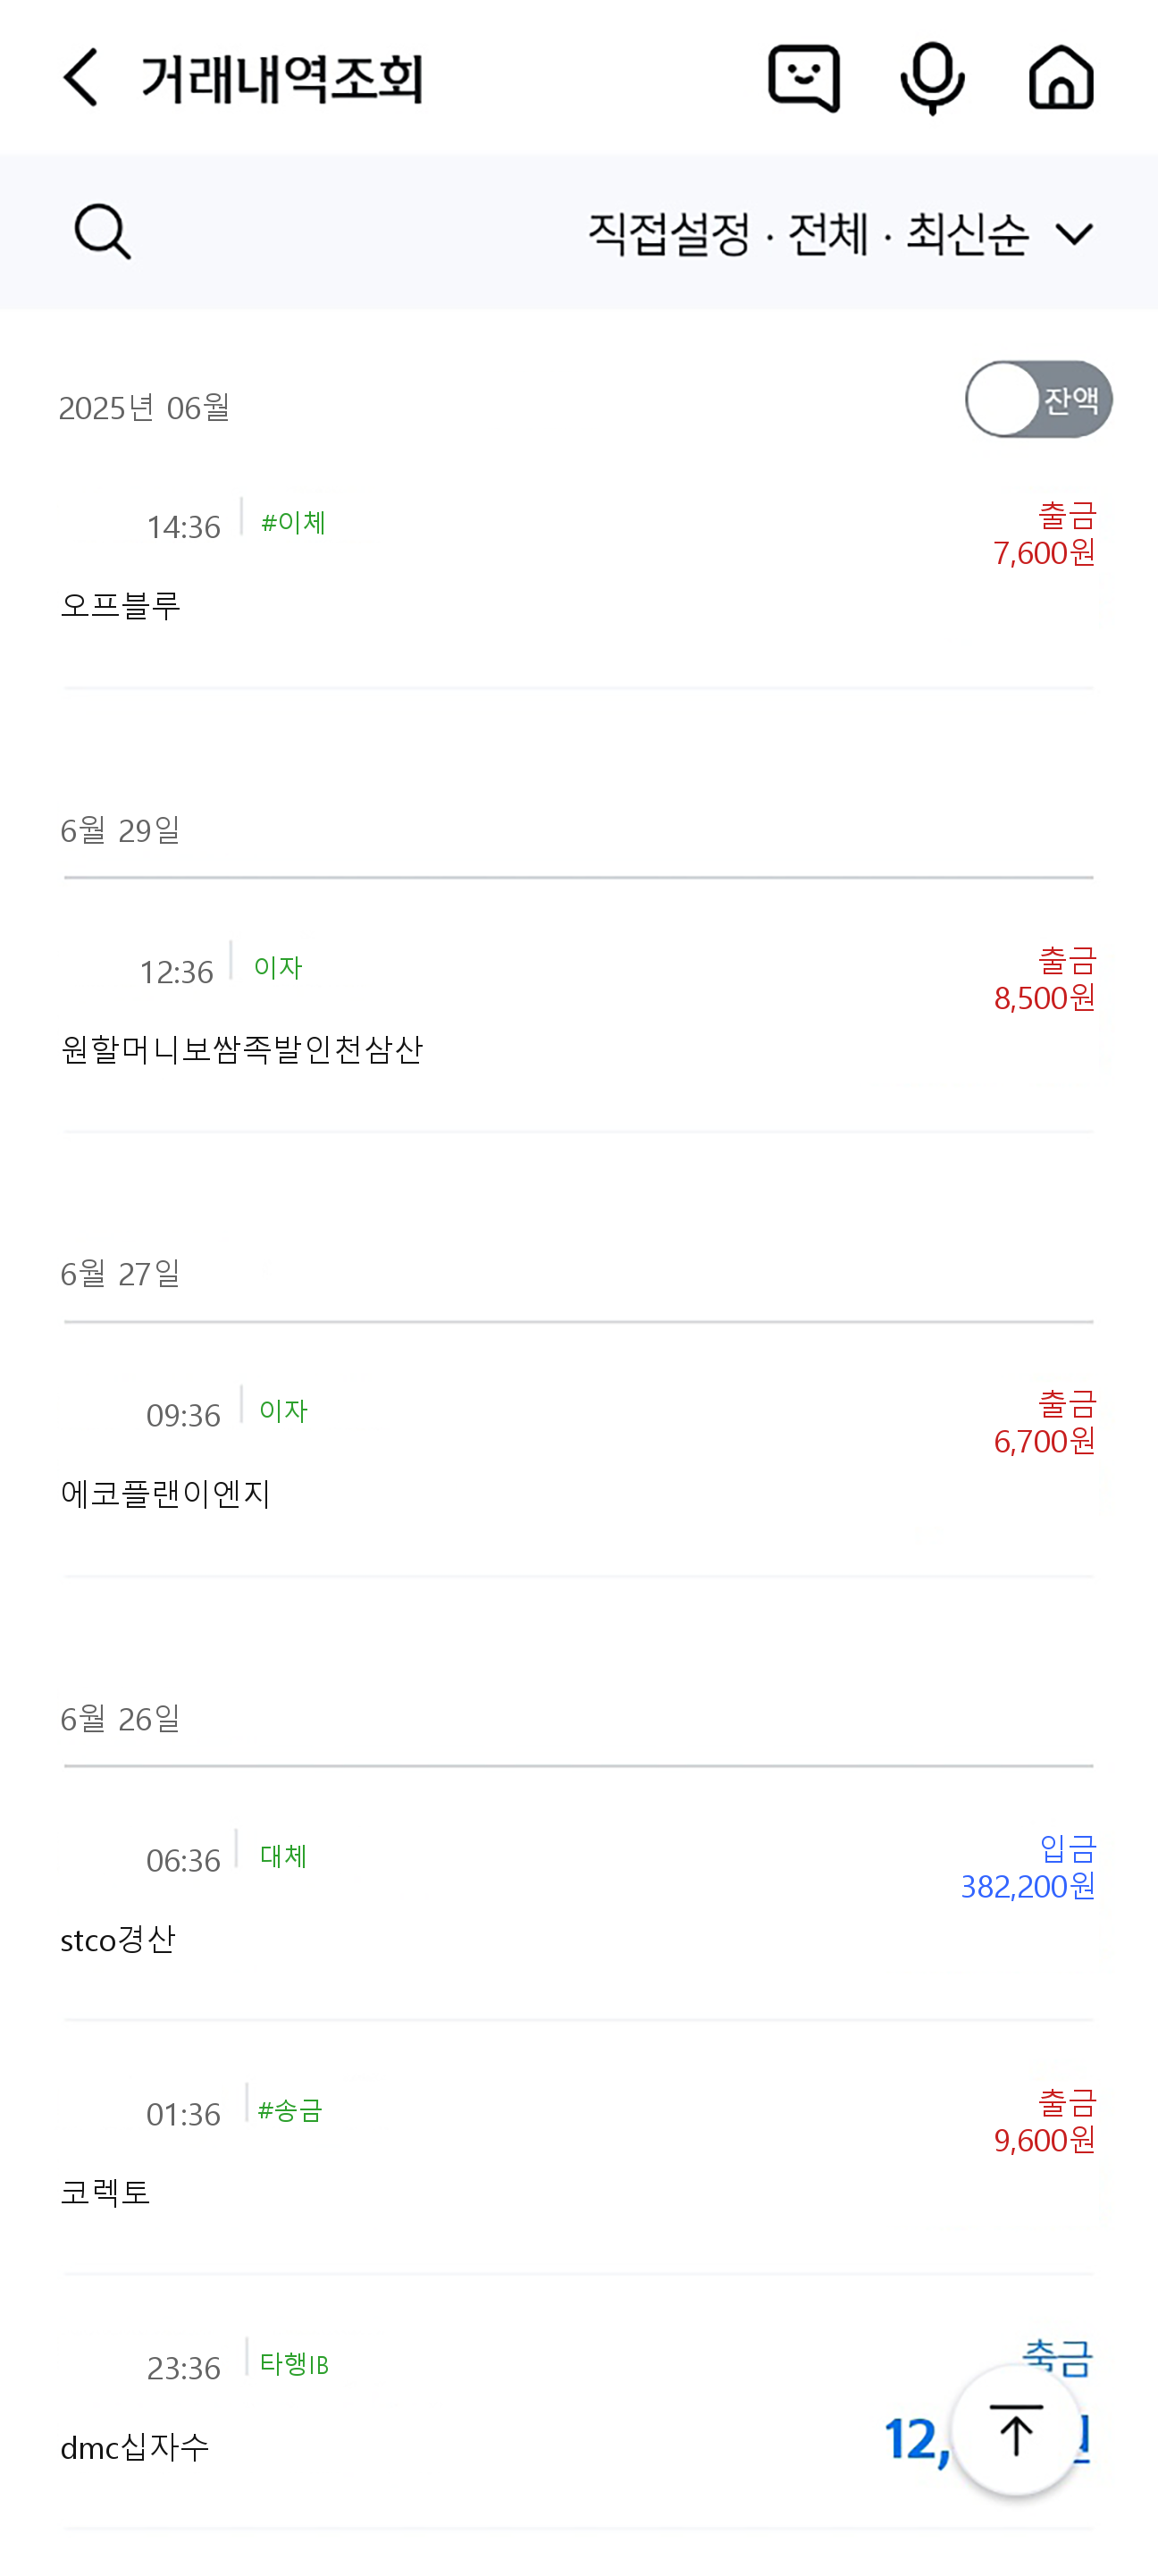 거래내역조회
직접설정 · 전체 · 최신순
2025년 06월
잔액
14:36 #이체
출금
7,600원
오프블루
6월 29일
12:36 이자
출금
8,500원
원할머니보쌈족발인천삼산
6월 27일
09:36 이자
출금
6,700원
에코플랜이엔지
6월 26일
06:36 대체
입금
382,200원
stco경산
01:36 #송금
출금
9,600원
코렉토
23:36 타행IB
출금
12,
dmc십자수